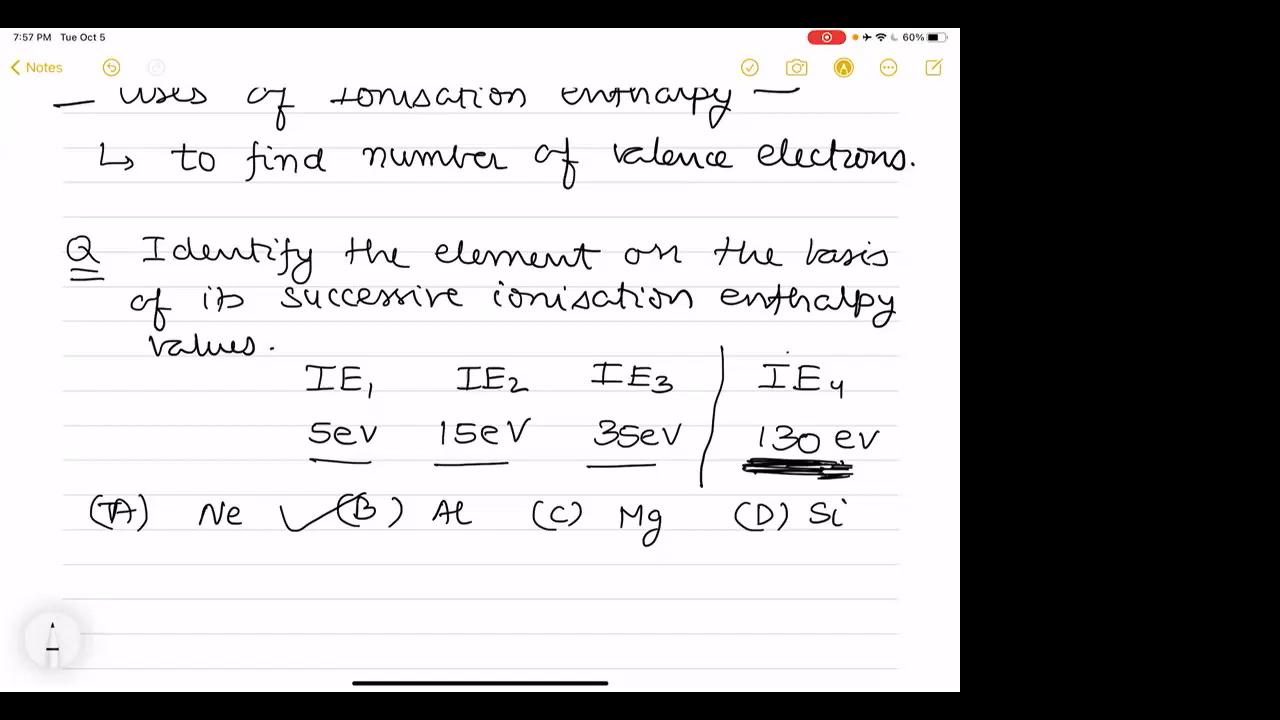 7:57 PM Tue Oct 5
60%
Notes
— Uses of Ionisation enthalpy —
↳ to find number of valence electrons.
Q Identify the element on the basis
of its successive ionisation enthalpy
values.
IE₁ IE₂ IE₃ IE₄
5ev 15eV 35eV 130 ev
(A) Ne ✓(B) Al (C) Mg (D) Si